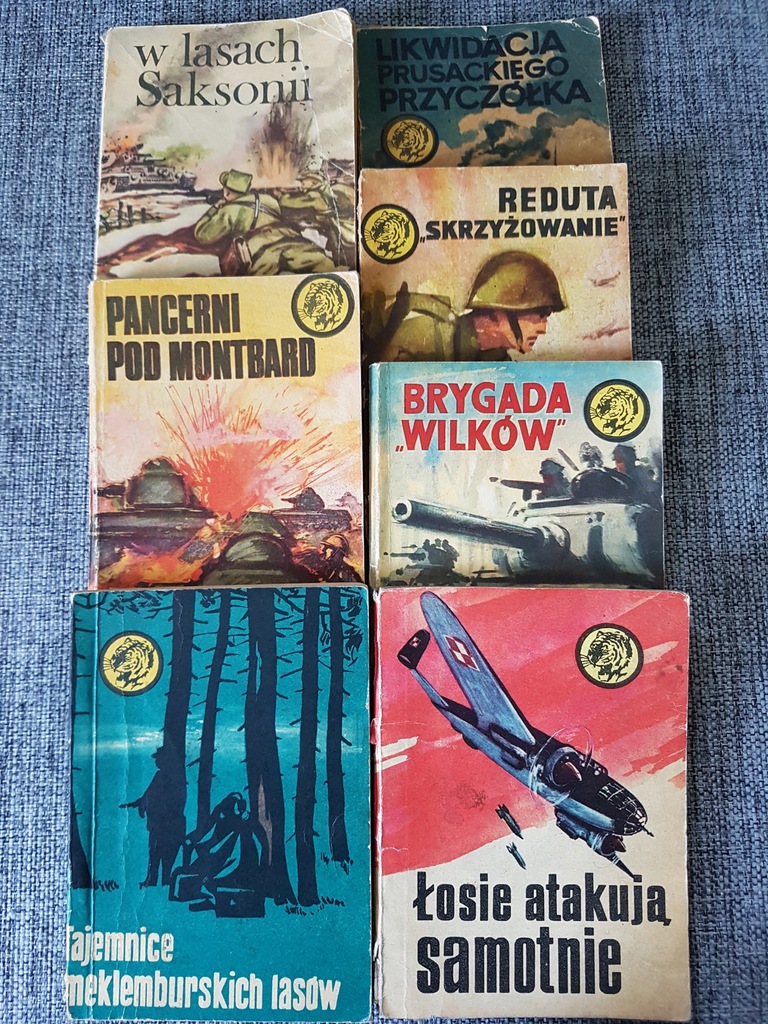 w lasach
Saksonii
LIKWIDACJA
PRUSACKIEGO
PRZYCZÓŁKA
REDUTA
„SKRZYŻOWANIE"
PANCERNI
POD MONTBARD
BRYGADA
„WILKÓW"
Tajemnice
meklemburskich lasów
Łosie atakują
samotnie